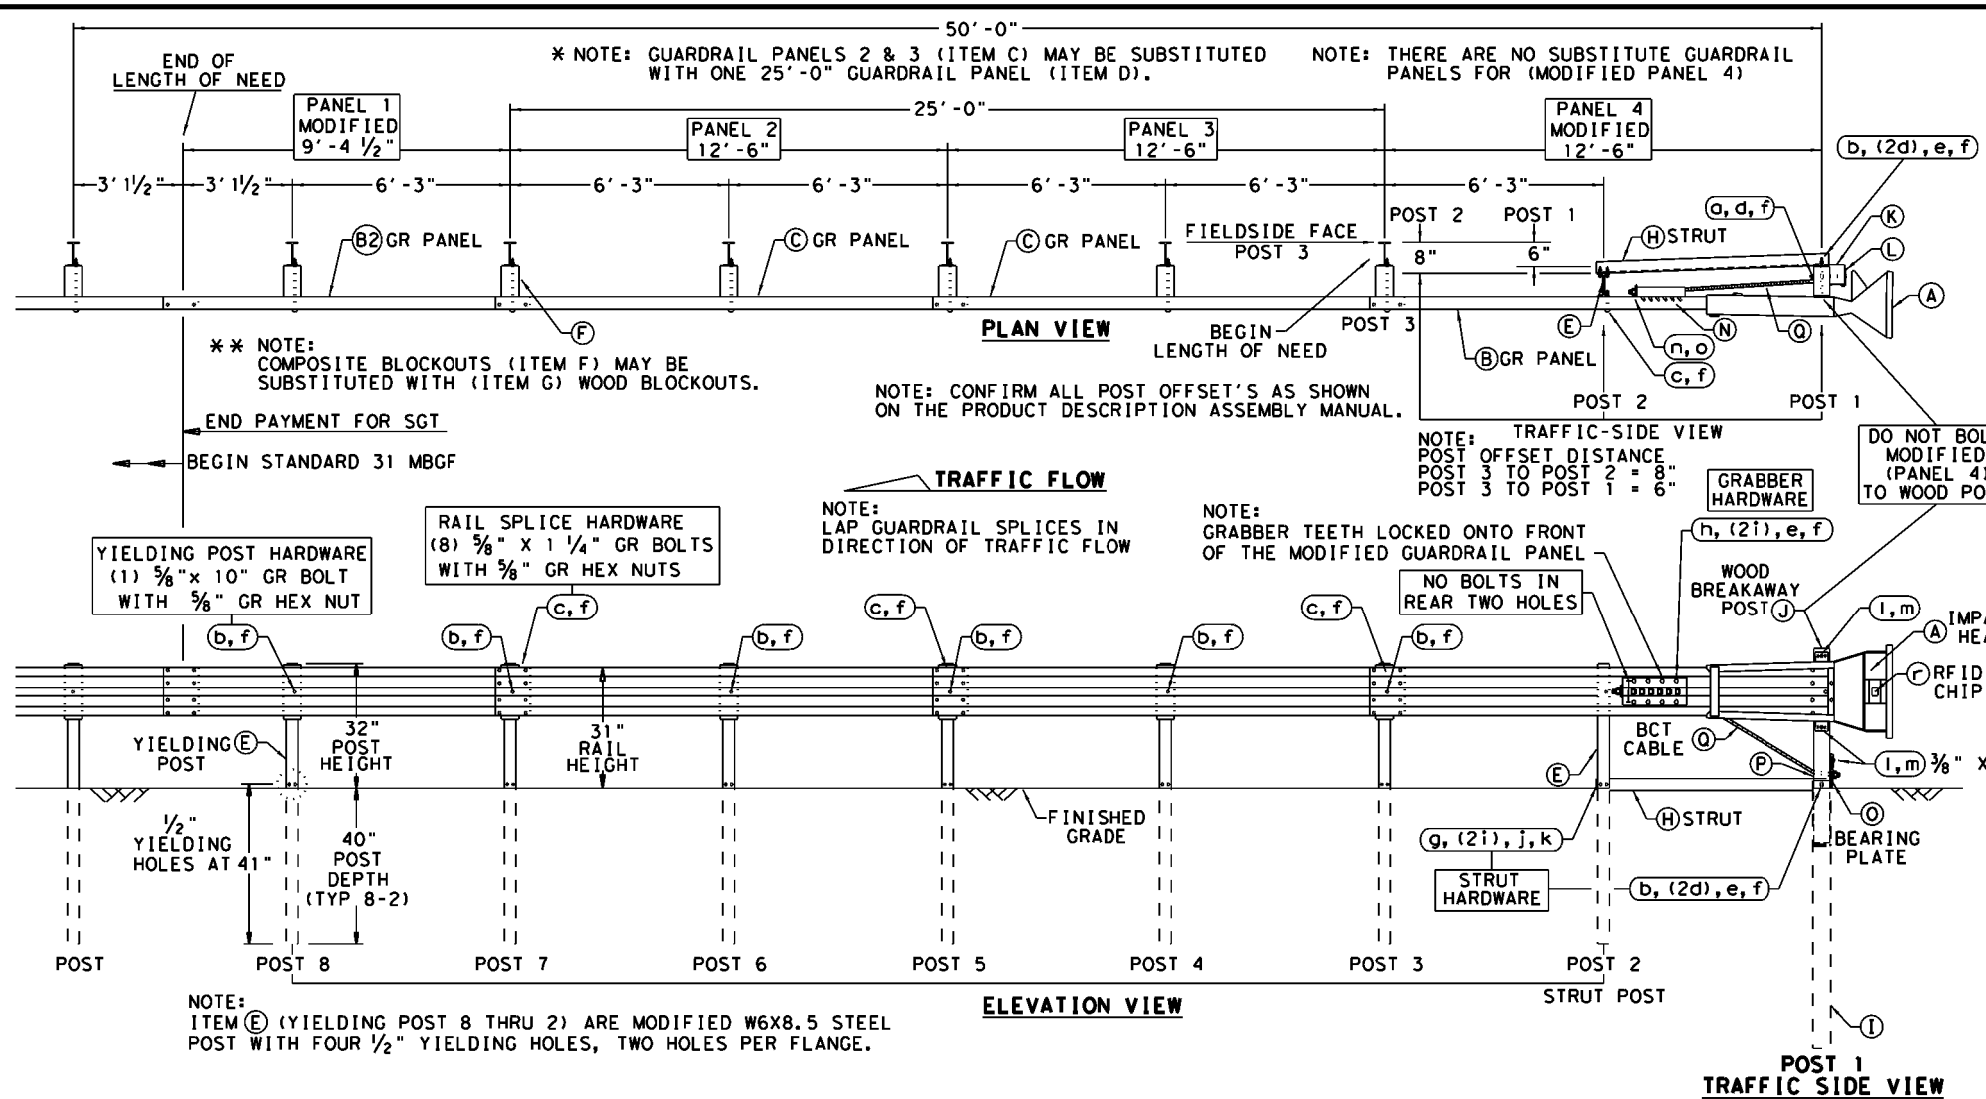 50'-0"
END OF
LENGTH OF NEED
* NOTE: GUARDRAIL PANELS 2 & 3 (ITEM C) MAY BE SUBSTITUTED
WITH ONE 25'-0" GUARDRAIL PANEL (ITEM D).
NOTE: THERE ARE NO SUBSTITUTE GUARDRAIL
PANELS FOR (MODIFIED PANEL 4)
25'-0"
PANEL 1
MODIFIED
9'-4 1/2"
PANEL 2
12'-6"
PANEL 3
12'-6"
PANEL 4
MODIFIED
12'-6"
b, (2d), e, f
3' 1 1/2"
3' 1 1/2"
6'-3"
6'-3"
6'-3"
6'-3"
6'-3"
6'-3"
B2 GR PANEL
C GR PANEL
C GR PANEL
FIELDSIDE FACE
POST 3
POST 2
POST 1
8"
6"
a, d, f
H STRUT
K
L
A
F
PLAN VIEW
BEGIN
LENGTH OF NEED
POST 3
B GR PANEL
E
N
Q
n, o
c, f
** NOTE:
COMPOSITE BLOCKOUTS (ITEM F) MAY BE
SUBSTITUTED WITH (ITEM G) WOOD BLOCKOUTS.
NOTE: CONFIRM ALL POST OFFSET'S AS SHOWN
ON THE PRODUCT DESCRIPTION ASSEMBLY MANUAL.
POST 2
POST 1
END PAYMENT FOR SGT
BEGIN STANDARD 31 MBGF
TRAFFIC-SIDE VIEW
NOTE:
POST OFFSET DISTANCE
POST 3 TO POST 2 = 8"
POST 3 TO POST 1 = 6"
DO NOT BOL
MODIFIED
(PANEL 4)
TO WOOD PO
TRAFFIC FLOW
NOTE:
LAP GUARDRAIL SPLICES IN
DIRECTION OF TRAFFIC FLOW
NOTE:
GRABBER TEETH LOCKED ONTO FRONT
OF THE MODIFIED GUARDRAIL PANEL
GRABBER
HARDWARE
h, (2i), e, f
YIELDING POST HARDWARE
(1) 5/8"x 10" GR BOLT
WITH 5/8" GR HEX NUT
RAIL SPLICE HARDWARE
(8) 5/8" X 1 1/4" GR BOLTS
WITH 5/8" GR HEX NUTS
NO BOLTS IN
REAR TWO HOLES
WOOD
BREAKAWAY
POST J
l, m
b, f
b, f
c, f
b, f
c, f
b, f
b, f
c, f
b, f
A IMPA
HEA
r RFID
CHIP
YIELDING E
POST
32"
POST
HEIGHT
31"
RAIL
HEIGHT
BCT
CABLE Q
E
P
l, m 3/8" X
1/2"
YIELDING
HOLES AT 41"
40"
POST
DEPTH
(TYP 8-2)
FINISHED
GRADE
H STRUT
O
BEARING
PLATE
g, (2i), j, k
STRUT
HARDWARE
b, (2d), e, f
POST
POST 8
POST 7
POST 6
POST 5
POST 4
POST 3
POST 2
STRUT POST
ELEVATION VIEW
NOTE:
ITEM E (YIELDING POST 8 THRU 2) ARE MODIFIED W6X8.5 STEEL
POST WITH FOUR 1/2" YIELDING HOLES, TWO HOLES PER FLANGE.
I
POST 1
TRAFFIC SIDE VIEW